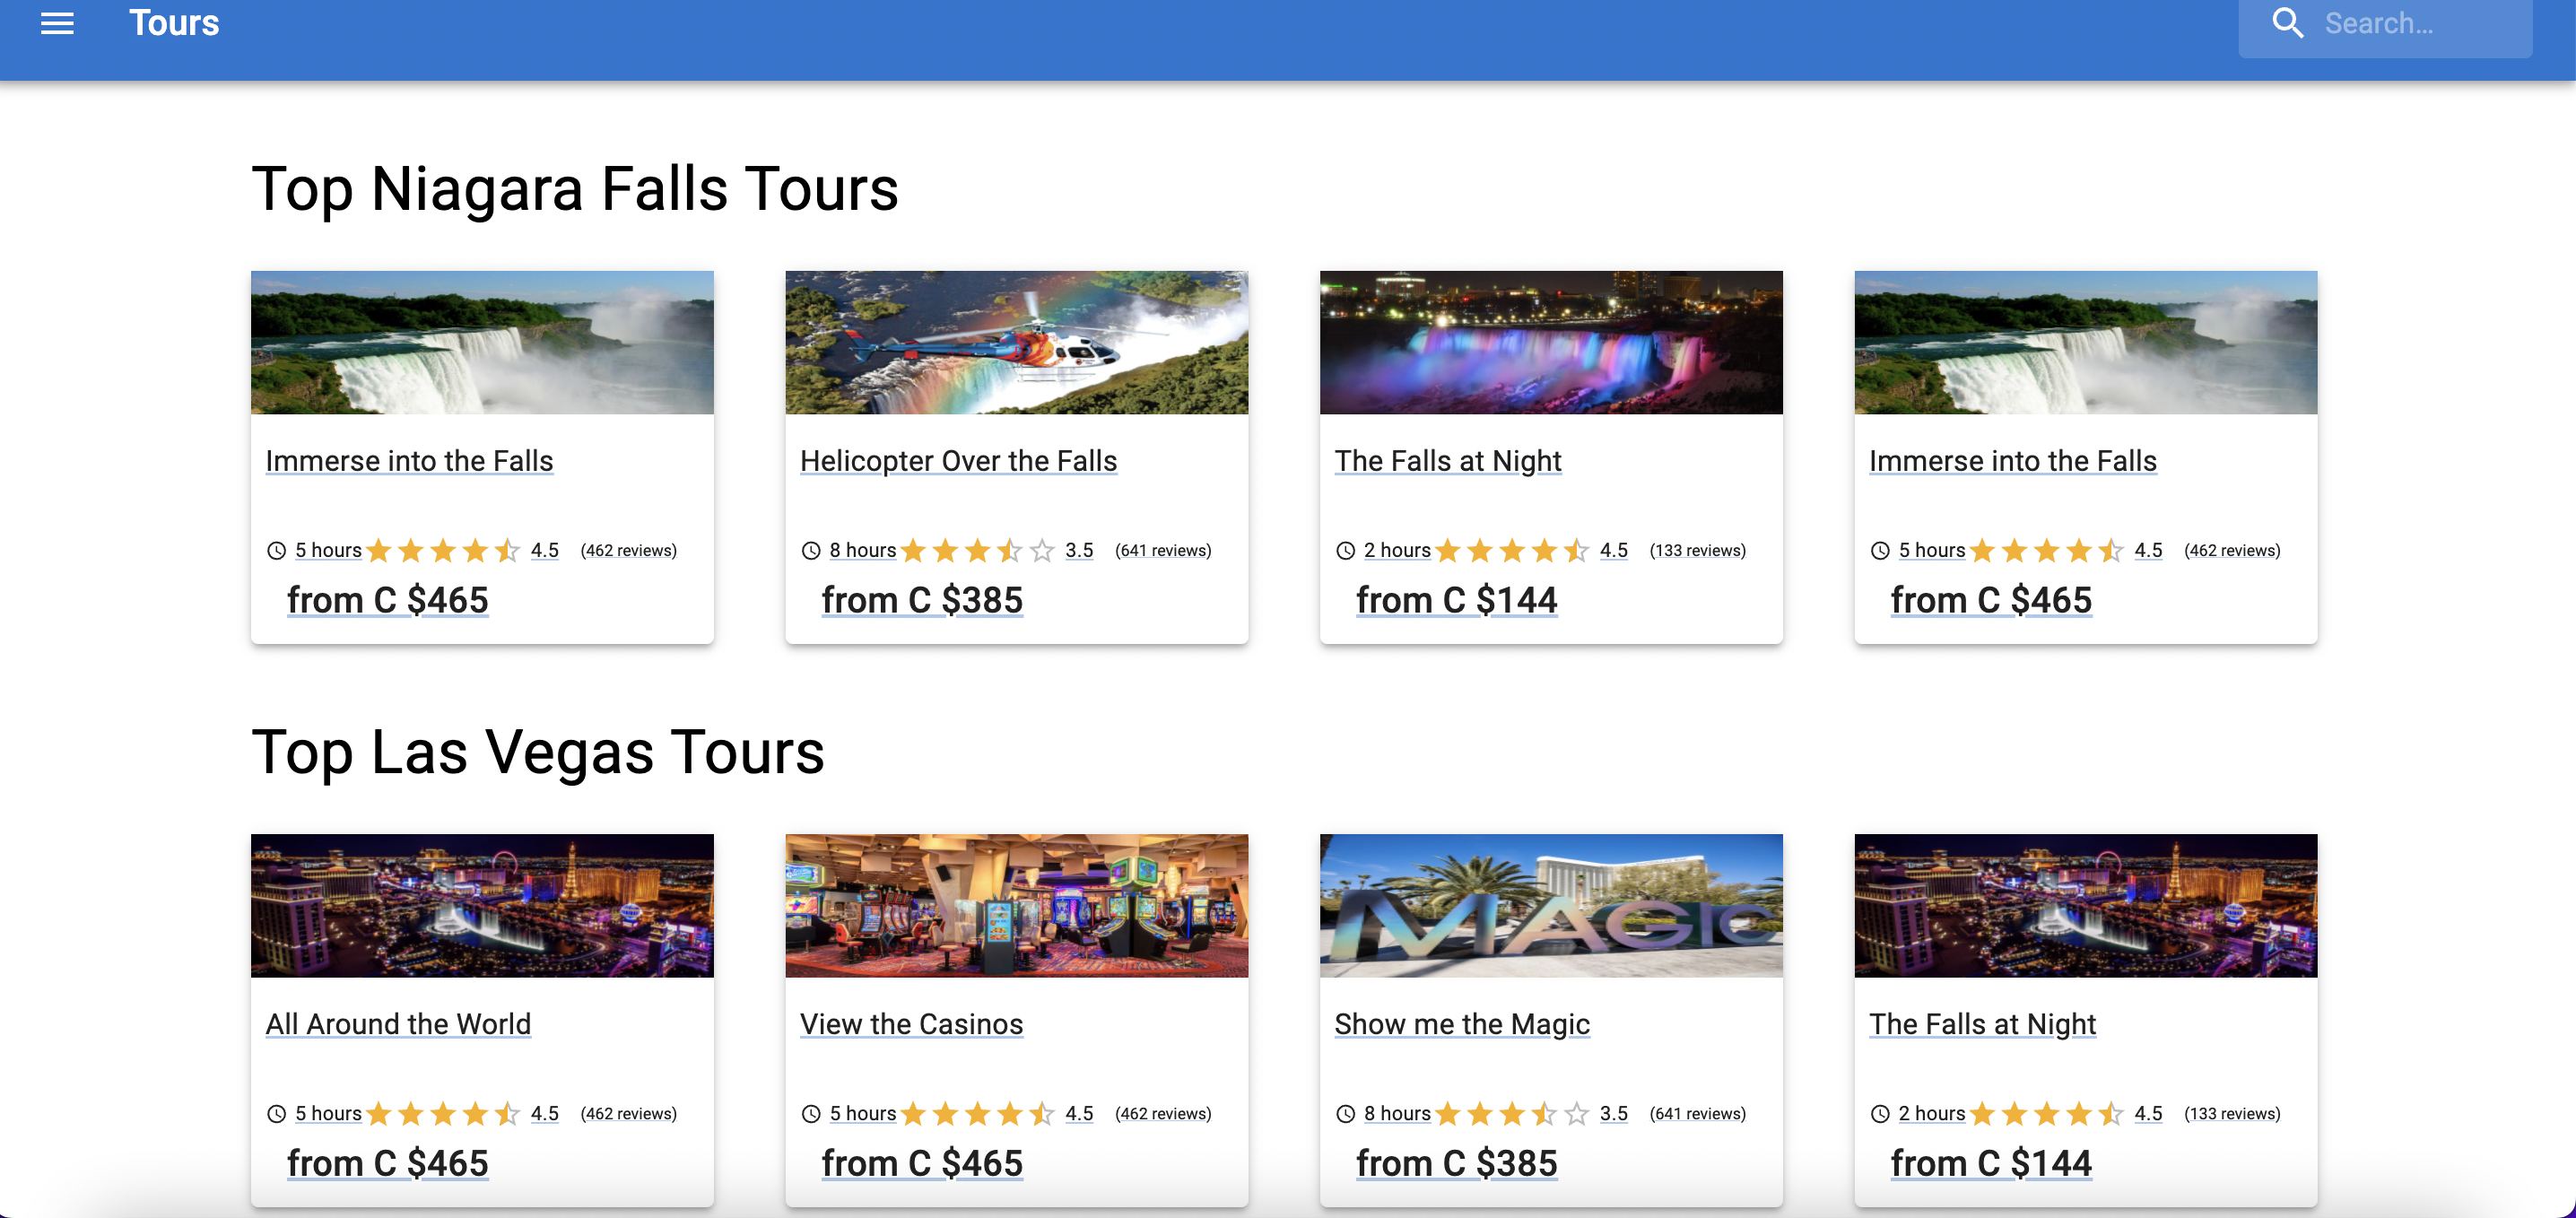 Tours
Search...
Top Niagara Falls Tours
Immerse into the Falls
5 hours 4.5 (462 reviews)
from C $465
Helicopter Over the Falls
8 hours 3.5 (641 reviews)
from C $385
The Falls at Night
2 hours 4.5 (133 reviews)
from C $144
Immerse into the Falls
5 hours 4.5 (462 reviews)
from C $465
Top Las Vegas Tours
All Around the World
5 hours 4.5 (462 reviews)
from C $465
View the Casinos
5 hours 4.5 (462 reviews)
from C $465
MAGIC
Show me the Magic
8 hours 3.5 (641 reviews)
from C $385
The Falls at Night
2 hours 4.5 (133 reviews)
from C $144